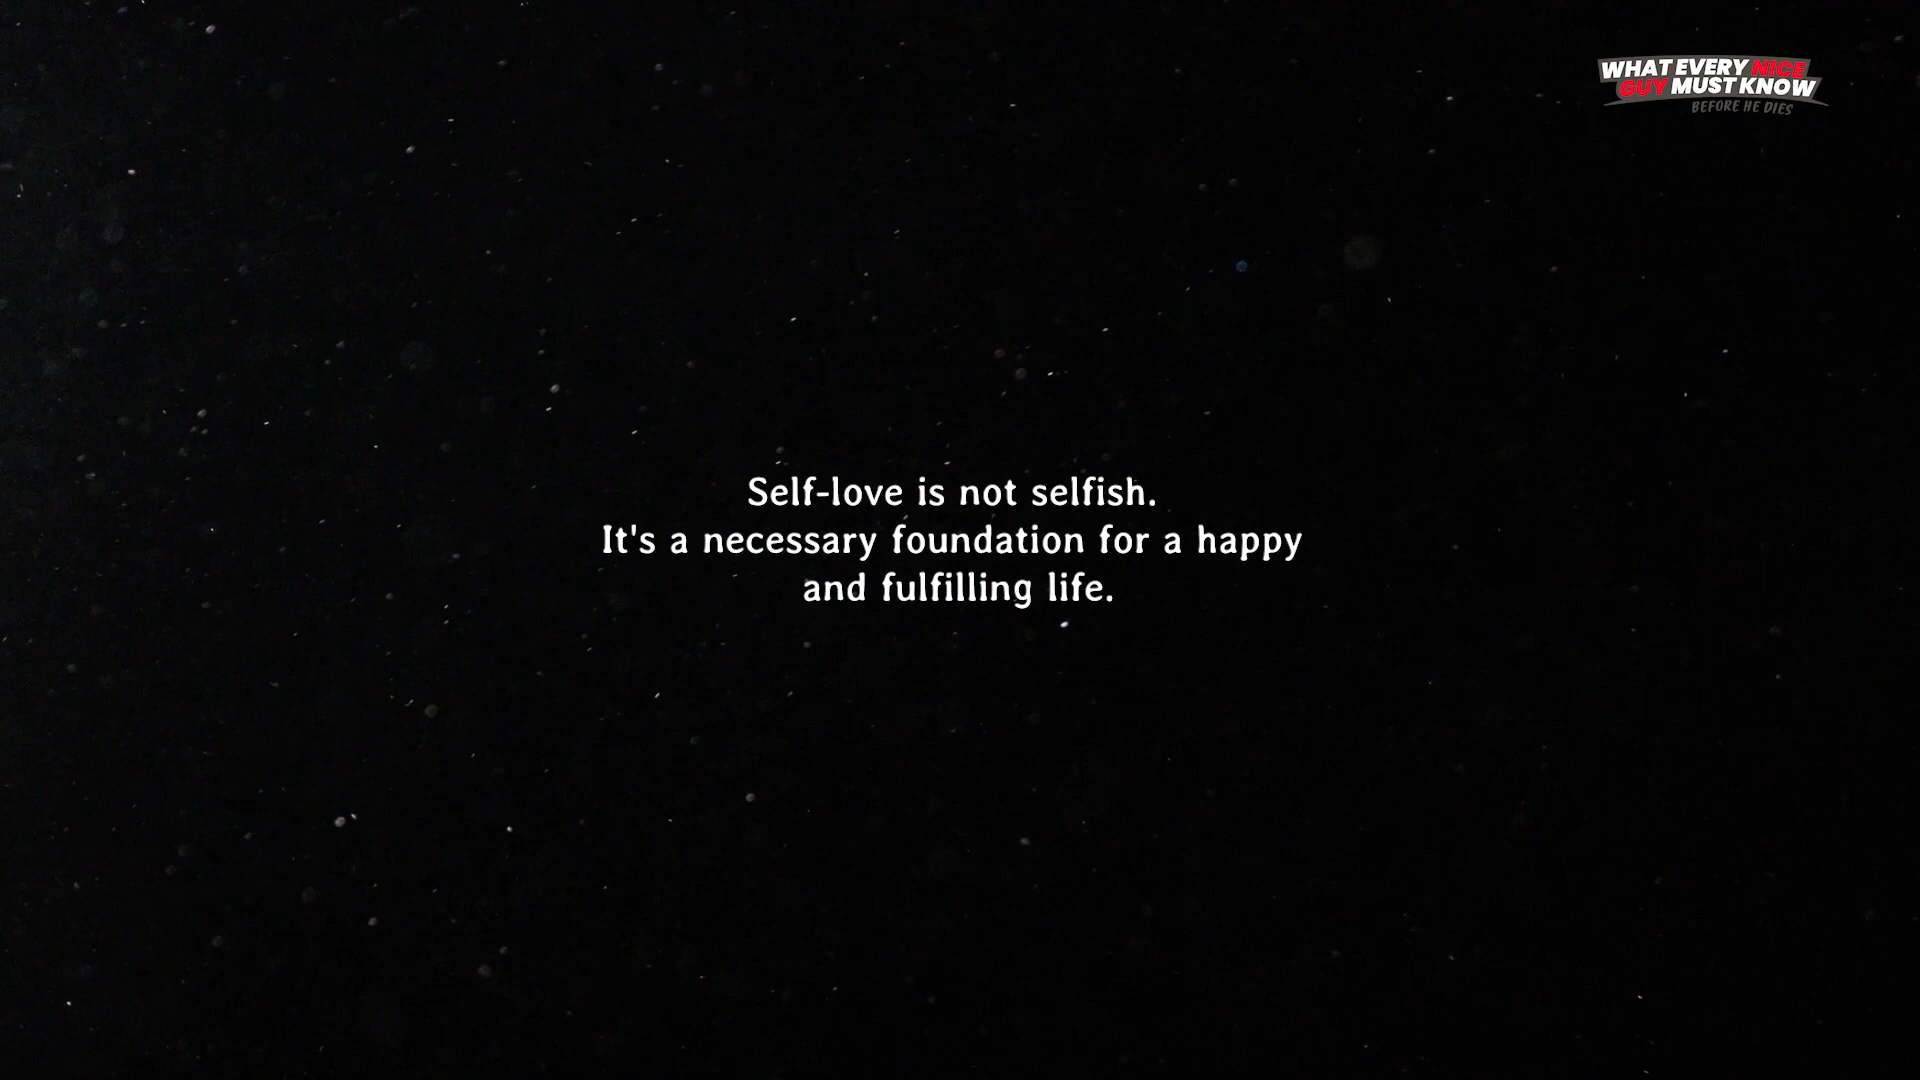 WHAT EVERY NICE
GUY MUST KNOW
BEFORE HE DIES
Self-love is not selfish.
It's a necessary foundation for a happy
and fulfilling life.